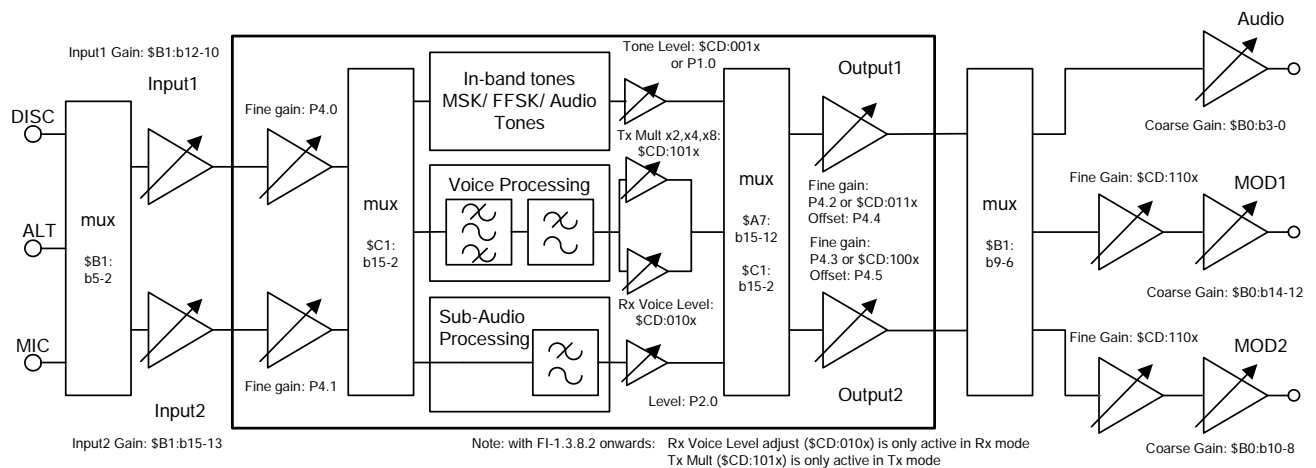 Input1 Gain: $B1:b12-10
Input1
DISC
ALT
MIC
mux
$B1:
b5-2
Input2
Input2 Gain: $B1:b15-13
Fine gain: P4.0
Fine gain: P4.1
mux
$C1:
b15-2
In-band tones
MSK/ FFSK/ Audio
Tones
Voice Processing
Sub-Audio
Processing
Tone Level: $CD:001x
or P1.0
Tx Mult x2,x4,x8:
$CD:101x
Rx Voice Level:
$CD:010x
Level: P2.0
mux
$A7:
b15-12
$C1:
b15-2
Output1
Fine gain:
P4.2 or $CD:011x
Offset: P4.4
Fine gain:
P4.3 or $CD:100x
Offset: P4.5
Output2
mux
$B1:
b9-6
Audio
Coarse Gain: $B0:b3-0
Fine Gain: $CD:110x
MOD1
Coarse Gain: $B0:b14-12
Fine Gain: $CD:110x
MOD2
Coarse Gain: $B0:b10-8
Note: with FI-1.3.8.2 onwards: Rx Voice Level adjust ($CD:010x) is only active in Rx mode
Tx Mult ($CD:101x) is only active in Tx mode